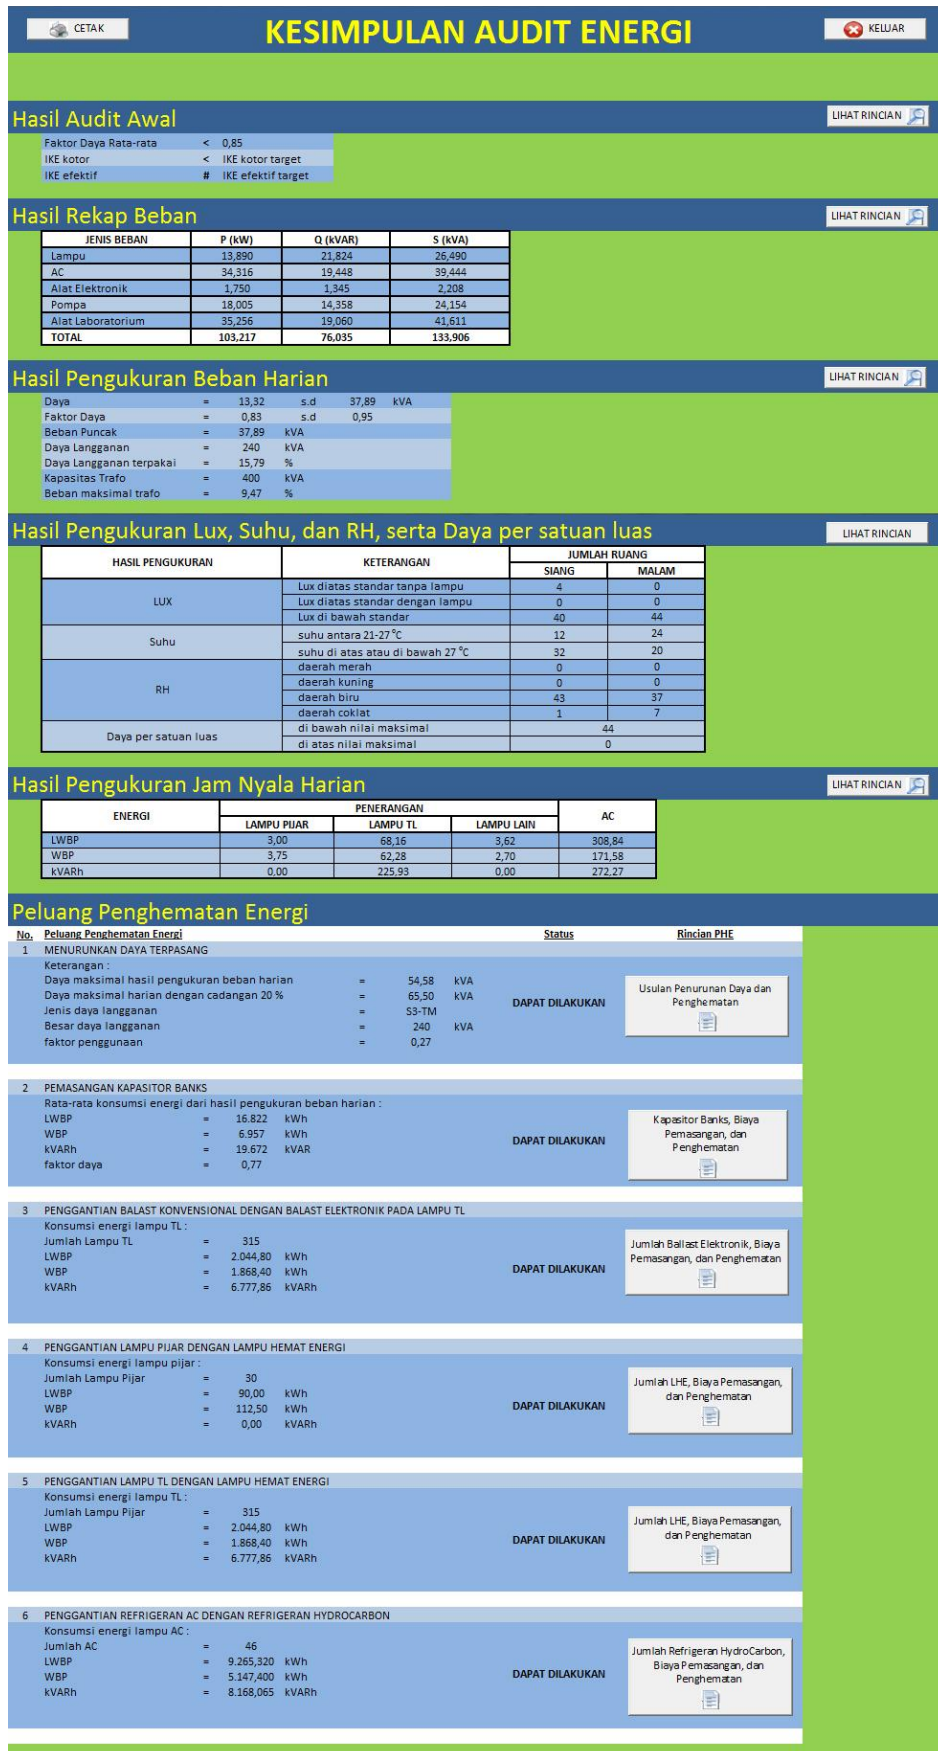 CETAK KESIMPULAN AUDIT ENERGI KELUAR
Hasil Audit Awal LIHAT RINCIAN
Faktor Daya Rata-rata < 0,85
IKE kotor < IKE kotor target
IKE efektif # IKE efektif target
Hasil Rekap Beban LIHAT RINCIAN
JENIS BEBAN P (kW) Q (kVAR) S (kVA)
Lampu 13,890 21,824 26,490
AC 34,316 19,448 39,444
Alat Elektronik 1,750 1,345 2,208
Pompa 18,005 14,358 24,154
Alat Laboratorium 35,256 19,060 41,611
TOTAL 103,217 76,035 133,906
Hasil Pengukuran Beban Harian LIHAT RINCIAN
Daya = 13,32 s.d 37,89 kVA
Faktor Daya = 0,83 s.d 0,95
Beban Puncak = 37,89 kVA
Daya Langganan = 240 kVA
Daya Langganan terpakai = 15,79 %
Kapasitas Trafo = 400 kVA
Beban maksimal trafo = 9,47 %
Hasil Pengukuran Lux, Suhu, dan RH, serta Daya per satuan luas LIHAT RINCIAN
HASIL PENGUKURAN KETERANGAN JUMLAH RUANG
SIANG MALAM
LUX Lux diatas standar tanpa lampu 4 0
Lux diatas standar dengan lampu 0 0
Lux di bawah standar 40 44
Suhu suhu antara 21-27 °C 12 24
suhu di atas atau di bawah 27 °C 32 20
RH daerah merah 0 0
daerah kuning 0 0
daerah biru 43 37
daerah coklat 1 7
Daya per satuan luas di bawah nilai maksimal 44
di atas nilai maksimal 0
Hasil Pengukuran Jam Nyala Harian LIHAT RINCIAN
ENERGI PENERANGAN AC
LAMPU PIJAR LAMPU TL LAMPU LAIN
LWBP 3,00 68,16 3,62 308,84
WBP 3,75 62,28 2,70 171,58
kVARh 0,00 225,93 0,00 272,27
Peluang Penghematan Energi
No. Peluang Penghematan Energi Status Rincian PHE
1 MENURUNKAN DAYA TERPASANG
Keterangan :
Daya maksimal hasil pengukuran beban harian = 54,58 kVA
Daya maksimal harian dengan cadangan 20 % = 65,50 kVA
Jenis daya langganan = S3-TM
Besar daya langganan = 240 kVA
faktor penggunaan = 0,27
DAPAT DILAKUKAN
Usulan Penurunan Daya dan
Penghematan
2 PEMASANGAN KAPASITOR BANKS
Rata-rata konsumsi energi dari hasil pengukuran beban harian :
LWBP = 16.822 kWh
WBP = 6.957 kWh
kVARh = 19.672 kVAR
faktor daya = 0,77
DAPAT DILAKUKAN
Kapasitor Banks, Biaya
Pemasangan, dan
Penghematan
3 PENGGANTIAN BALAST KONVENSIONAL DENGAN BALAST ELEKTRONIK PADA LAMPU TL
Konsumsi energi lampu TL :
Jumlah Lampu TL = 315
LWBP = 2.044,80 kWh
WBP = 1.868,40 kWh
kVARh = 6.777,86 kVARh
DAPAT DILAKUKAN
Jumlah Ballast Elektronik, Biaya
Pemasangan, dan Penghematan
4 PENGGANTIAN LAMPU PIJAR DENGAN LAMPU HEMAT ENERGI
Konsumsi energi lampu pijar :
Jumlah Lampu Pijar = 30
LWBP = 90,00 kWh
WBP = 112,50 kWh
kVARh = 0,00 kVARh
DAPAT DILAKUKAN
Jumlah LHE, Biaya Pemasangan,
dan Penghematan
5 PENGGANTIAN LAMPU TL DENGAN LAMPU HEMAT ENERGI
Konsumsi energi lampu TL :
Jumlah Lampu Pijar = 315
LWBP = 2.044,80 kWh
WBP = 1.868,40 kWh
kVARh = 6.777,86 kVARh
DAPAT DILAKUKAN
Jumlah LHE, Biaya Pemasangan,
dan Penghematan
6 PENGGANTIAN REFRIGERAN AC DENGAN REFRIGERAN HYDROCARBON
Konsumsi energi lampu AC :
Jumlah AC = 46
LWBP = 9.265,320 kWh
WBP = 5.147,400 kWh
kVARh = 8.168,065 kVARh
DAPAT DILAKUKAN
Jumlah Refrigeran HydroCarbon,
Biaya Pemasangan, dan
Penghematan